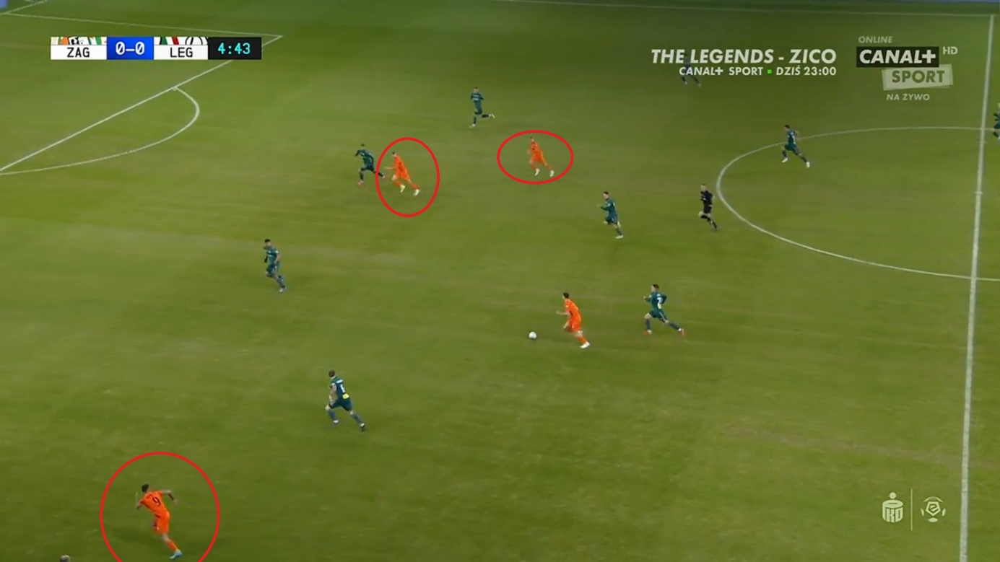 ZAG 0-0 LEG 4:43
ONLINE
THE LEGENDS - ZICO
CANAL+ HD
CANAL+ SPORT ▪ DZIŚ 23:00
SPORT
NA ŻYWO
9